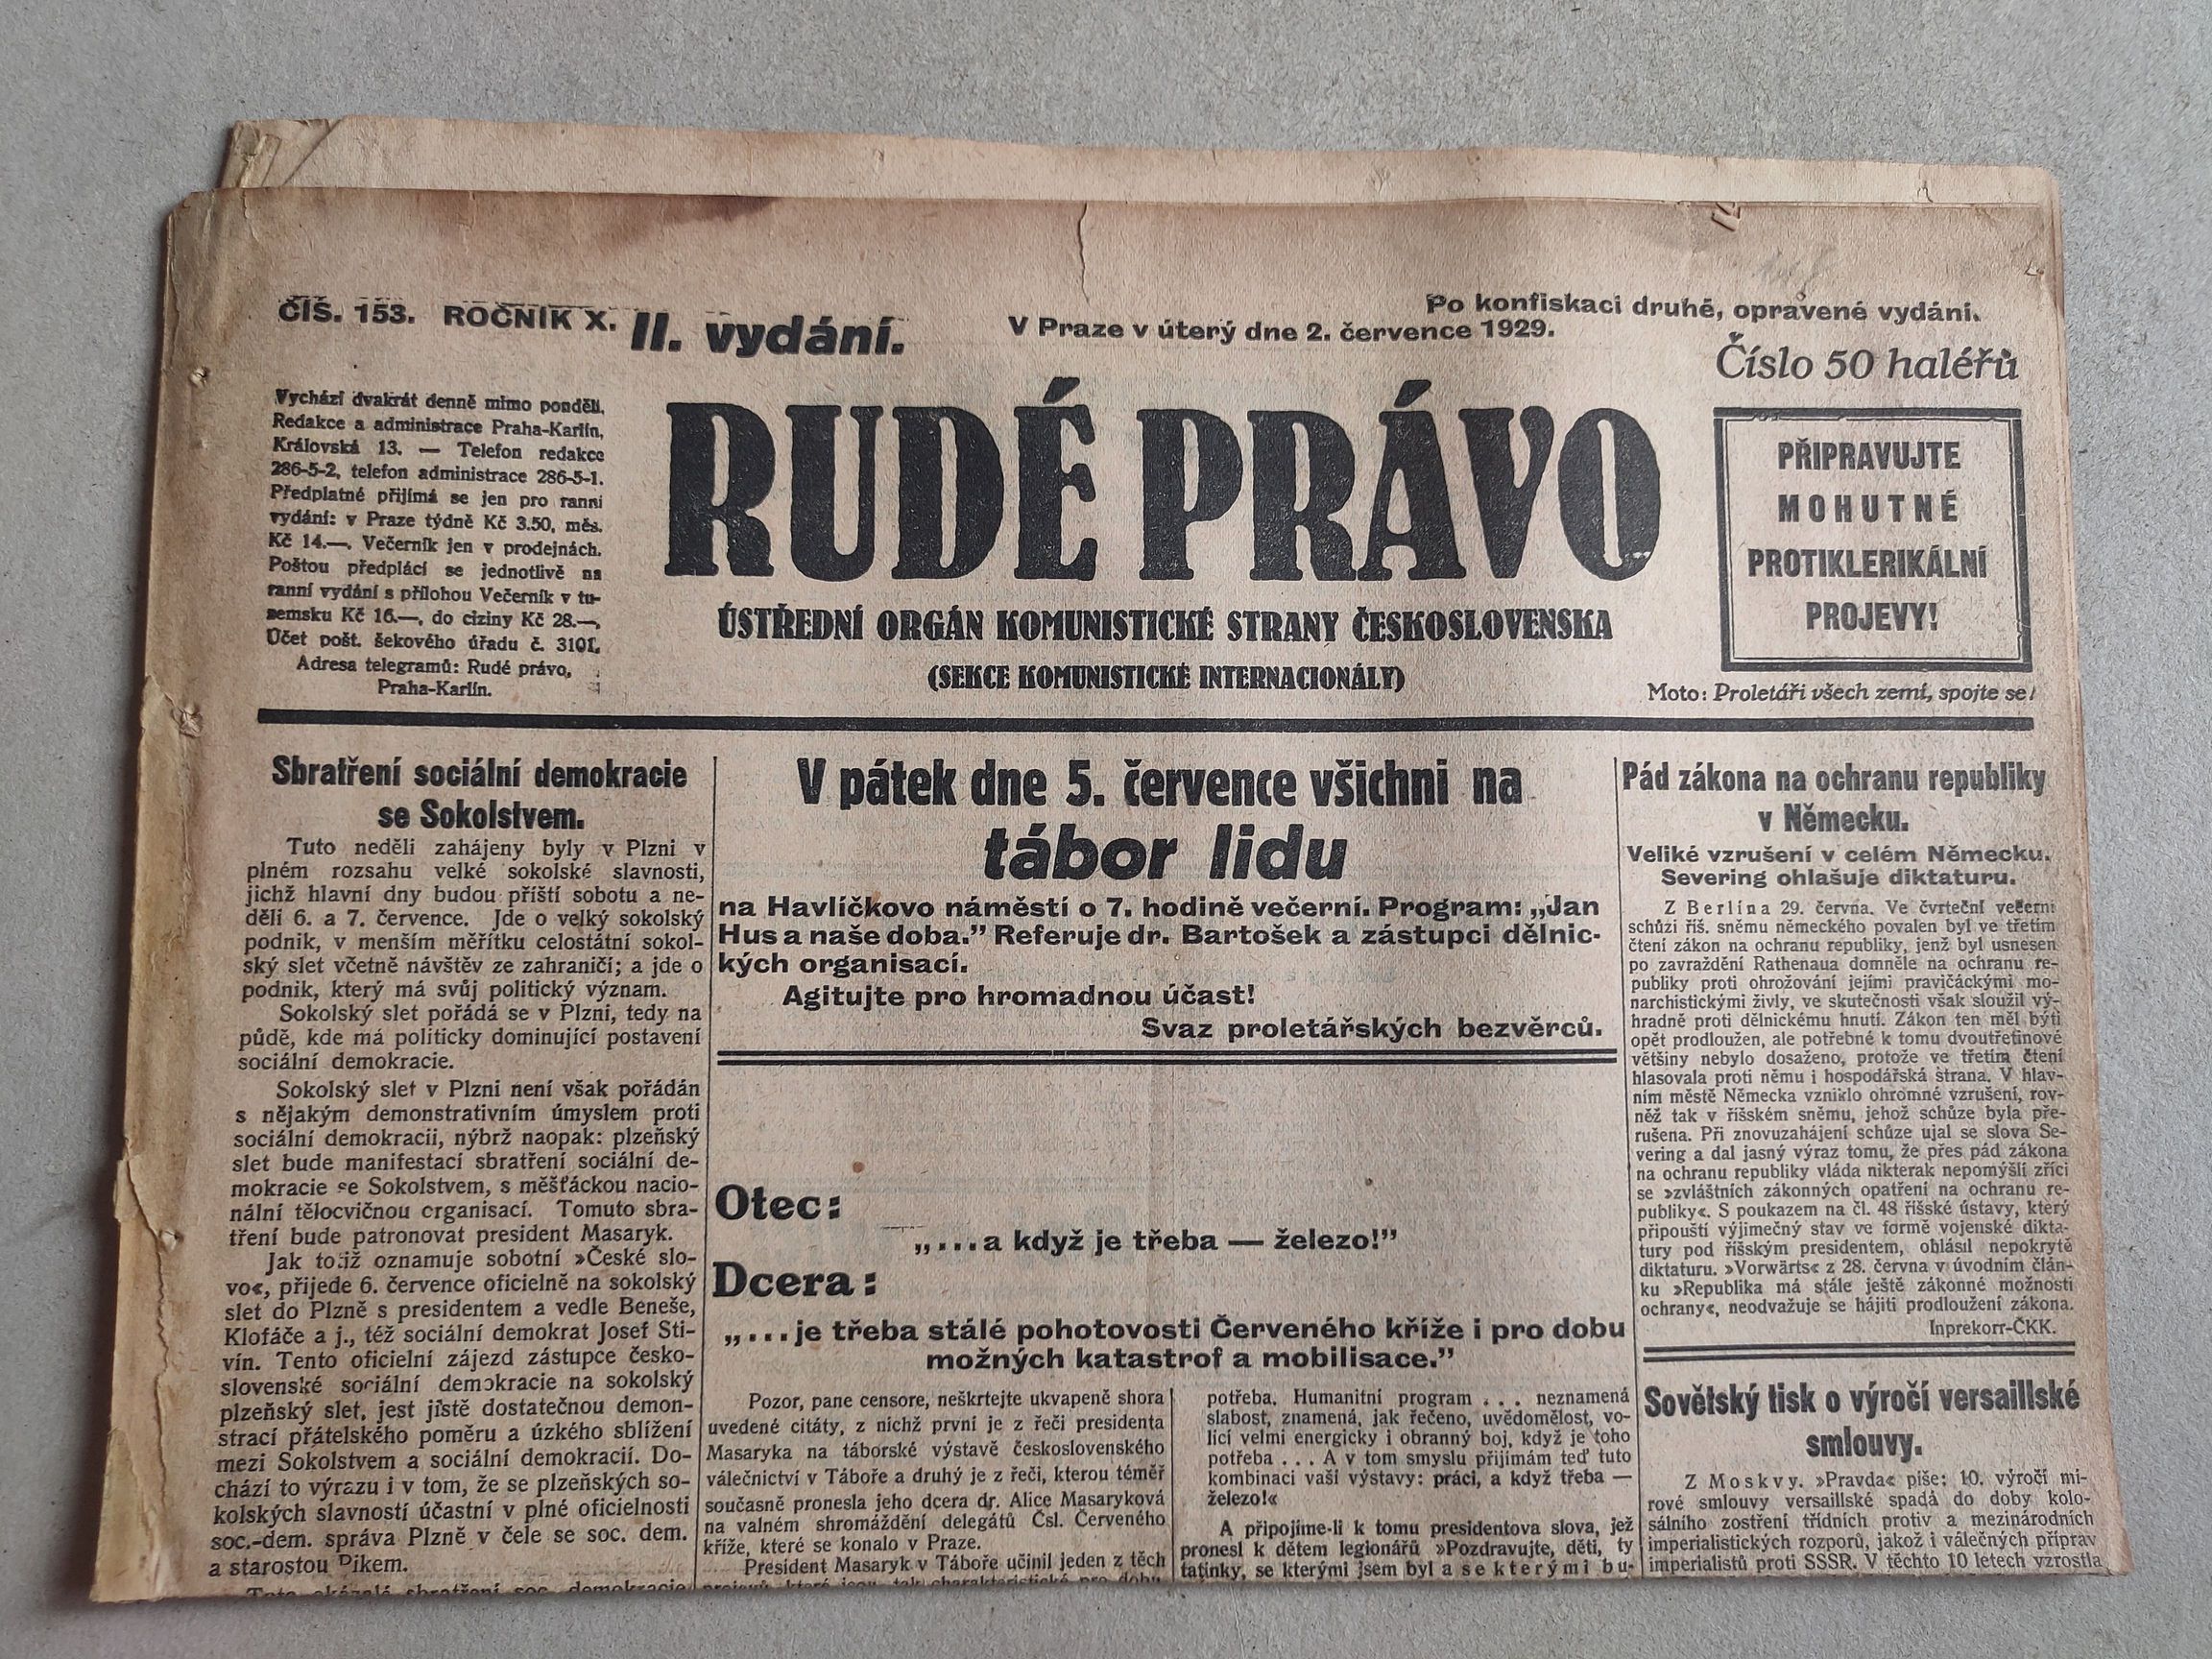 ČÍS. 153. ROČNÍK X. II. vydání.
Po konfiskaci druhé, opravené vydání.
V Praze v úterý dne 2. července 1929.
Číslo 50 haléřů
Vychází dvakrát denně mimo pondělí.
Redakce a administrace Praha-Karlín,
Královská 13. — Telefon redakce
286-5-2, telefon administrace 286-5-1.
Předplatné přijímá se jen pro ranní
vydání: v Praze týdně Kč 3.50, měs.
Kč 14.—. Večerník jen v prodejnách.
Poštou předplácí se jednotlivě na
ranní vydání s přílohou Večerník v tu-
zemsku Kč 16.—, do ciziny Kč 28.—,
Účet pošt. šekového úřadu č. 3101.
Adresa telegramů: Rudé právo,
Praha-Karlín.
RUDÉ PRÁVO
ÚSTŘEDNÍ ORGÁN KOMUNISTICKÉ STRANY ČESKOSLOVENSKA
(SEKCE KOMUNISTICKÉ INTERNACIONÁLY)
PŘIPRAVUJTE
MOHUTNÉ
PROTIKLERIKÁLNÍ
PROJEVY!
Moto: Proletáři všech zemí, spojte se!
Sbratření sociální demokracie
se Sokolstvem.
Tuto neděli zahájeny byly v Plzni v
plném rozsahu velké sokolské slavnosti,
jichž hlavní dny budou příští sobotu a ne-
děli 6. a 7. července. Jde o velký sokolský
podnik, v menším měřítku celostátní sokol-
ský slet včetně návštěv ze zahraničí; a jde o
podnik, který má svůj politický význam.
Sokolský slet pořádá se v Plzni, tedy na
půdě, kde má politicky dominující postavení
sociální demokracie.
Sokolský slet v Plzni není však pořádán
s nějakým demonstrativním úmyslem proti
sociální demokracii, nýbrž naopak: plzeňský
slet bude manifestací sbratření sociální de-
mokracie se Sokolstvem, s měšťáckou nacio-
nální tělocvičnou organisací. Tomuto sbra-
tření bude patronovat president Masaryk.
Jak totiž oznamuje sobotní »České slo-
vo«, přijede 6. července oficielně na sokolský
slet do Plzně s presidentem a vedle Beneše,
Klofáče a j., též sociální demokrat Josef Sti-
vín. Tento oficielní zájezd zástupce česko-
slovenské sociální demokracie na sokolský
plzeňský slet, jest jistě dostatečnou demon-
strací přátelského poměru a úzkého sblížení
mezi Sokolstvem a sociální demokracií. Do-
chází to výrazu i v tom, že se plzeňských so-
kolských slavností účastní v plné oficielnosti
soc.-dem. správa Plzně v čele se soc. dem.
a starostou Pikem.
Toto okázalé sbratření soc. demokracie
V pátek dne 5. července všichni na
tábor lidu
na Havlíčkovo náměstí o 7. hodině večerní. Program: „Jan
Hus a naše doba.” Referuje dr. Bartošek a zástupci dělnic-
kých organisací.
Agitujte pro hromadnou účast!
Svaz proletářských bezvěrců.
Otec:
„...a když je třeba — železo!”
Dcera:
„...je třeba stálé pohotovosti Červeného kříže i pro dobu
možných katastrof a mobilisace.”
Pozor, pane censore, neškrtejte ukvapeně shora
uvedené citáty, z nichž první je z řeči presidenta
Masaryka na táborské výstavě československého
válečnictví v Táboře a druhý je z řeči, kterou téměř
současně pronesla jeho dcera dr. Alice Masaryková
na valném shromáždění delegátů Čsl. Červeného
kříže, které se konalo v Praze.
President Masaryk v Táboře učinil jeden z těch
projevů, které jsou tak charakteristické pro dobu,
potřeba. Humanitní program . . . neznamená
slabost, znamená, jak řečeno, uvědomělost, vo-
lící velmi energicky i obranný boj, když je toho
potřeba . . . A v tom smyslu přijímám teď tuto
kombinaci vaší výstavy: práci, a když třeba —
železo!«
A připojíme-li k tomu presidentova slova, jež
pronesl k dětem legionářů »Pozdravujte, děti, ty
tatínky, se kterými jsem byl a se kterými bu-
Pád zákona na ochranu republiky
v Německu.
Veliké vzrušení v celém Německu.
Severing ohlašuje diktaturu.
Z Berlína 29. června. Ve čtvrteční večerní
schůzi říš. sněmu německého povalen byl ve třetím
čtení zákon na ochranu republiky, jenž byl usnesen
po zavraždění Rathenaua domněle na ochranu re-
publiky proti ohrožování jejími pravičáckými mo-
narchistickými živly, ve skutečnosti však sloužil vý-
hradně proti dělnickému hnutí. Zákon ten měl býti
opět prodloužen, ale potřebné k tomu dvoutřetinové
většiny nebylo dosaženo, protože ve třetím čtení
hlasovala proti němu i hospodářská strana. V hlav-
ním městě Německa vzniklo ohromné vzrušení, rov-
něž tak v říšském sněmu, jehož schůze byla pře-
rušena. Při znovuzahájení schůze ujal se slova Se-
vering a dal jasný výraz tomu, že přes pád zákona
na ochranu republiky vláda nikterak nepomýšlí zříci
se »zvláštních zákonných opatření na ochranu re-
publiky«. S poukazem na čl. 48 říšské ústavy, který
připouští výjimečný stav ve formě vojenské dikta-
tury pod říšským presidentem, ohlásil nepokrytě
diktaturu. »Vorwärts« z 28. června v úvodním člán-
ku »Republika má stále ještě zákonné možnosti
ochrany«, neodvažuje se hájiti prodloužení zákona.
Inprekorr-ČKK.
Sovětský tisk o výročí versaillské
smlouvy.
Z Moskvy. »Pravda« píše: 10. výročí mí-
rové smlouvy versaillské spadá do doby kolo-
sálního zostření třídních protiv a mezinárodních
imperialistických rozporů, jakož i válečných příprav
imperialistů proti SSSR. V těchto 10 letech vzrostla